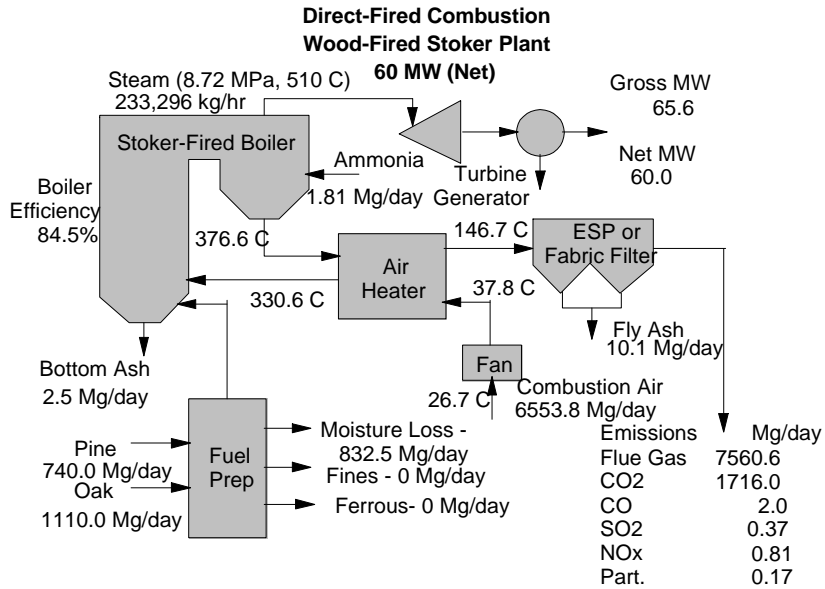 Direct-Fired Combustion
Wood-Fired Stoker Plant
60 MW (Net)
Steam (8.72 MPa, 510 C)
233,296 kg/hr
Gross MW
65.6
Stoker-Fired Boiler
Net MW
60.0
Ammonia
1.81 Mg/day
Turbine
Generator
Boiler
Efficiency
84.5%
376.6 C
146.7 C
ESP or
Fabric Filter
Air
Heater
330.6 C
37.8 C
Fly Ash
10.1 Mg/day
Bottom Ash
2.5 Mg/day
Fan
26.7 C
Combustion Air
6553.8 Mg/day
Pine
740.0 Mg/day
Oak
1110.0 Mg/day
Fuel
Prep
Moisture Loss -
832.5 Mg/day
Fines - 0 Mg/day
Ferrous- 0 Mg/day
Emissions Mg/day
Flue Gas 7560.6
CO2 1716.0
CO 2.0
SO2 0.37
NOx 0.81
Part. 0.17